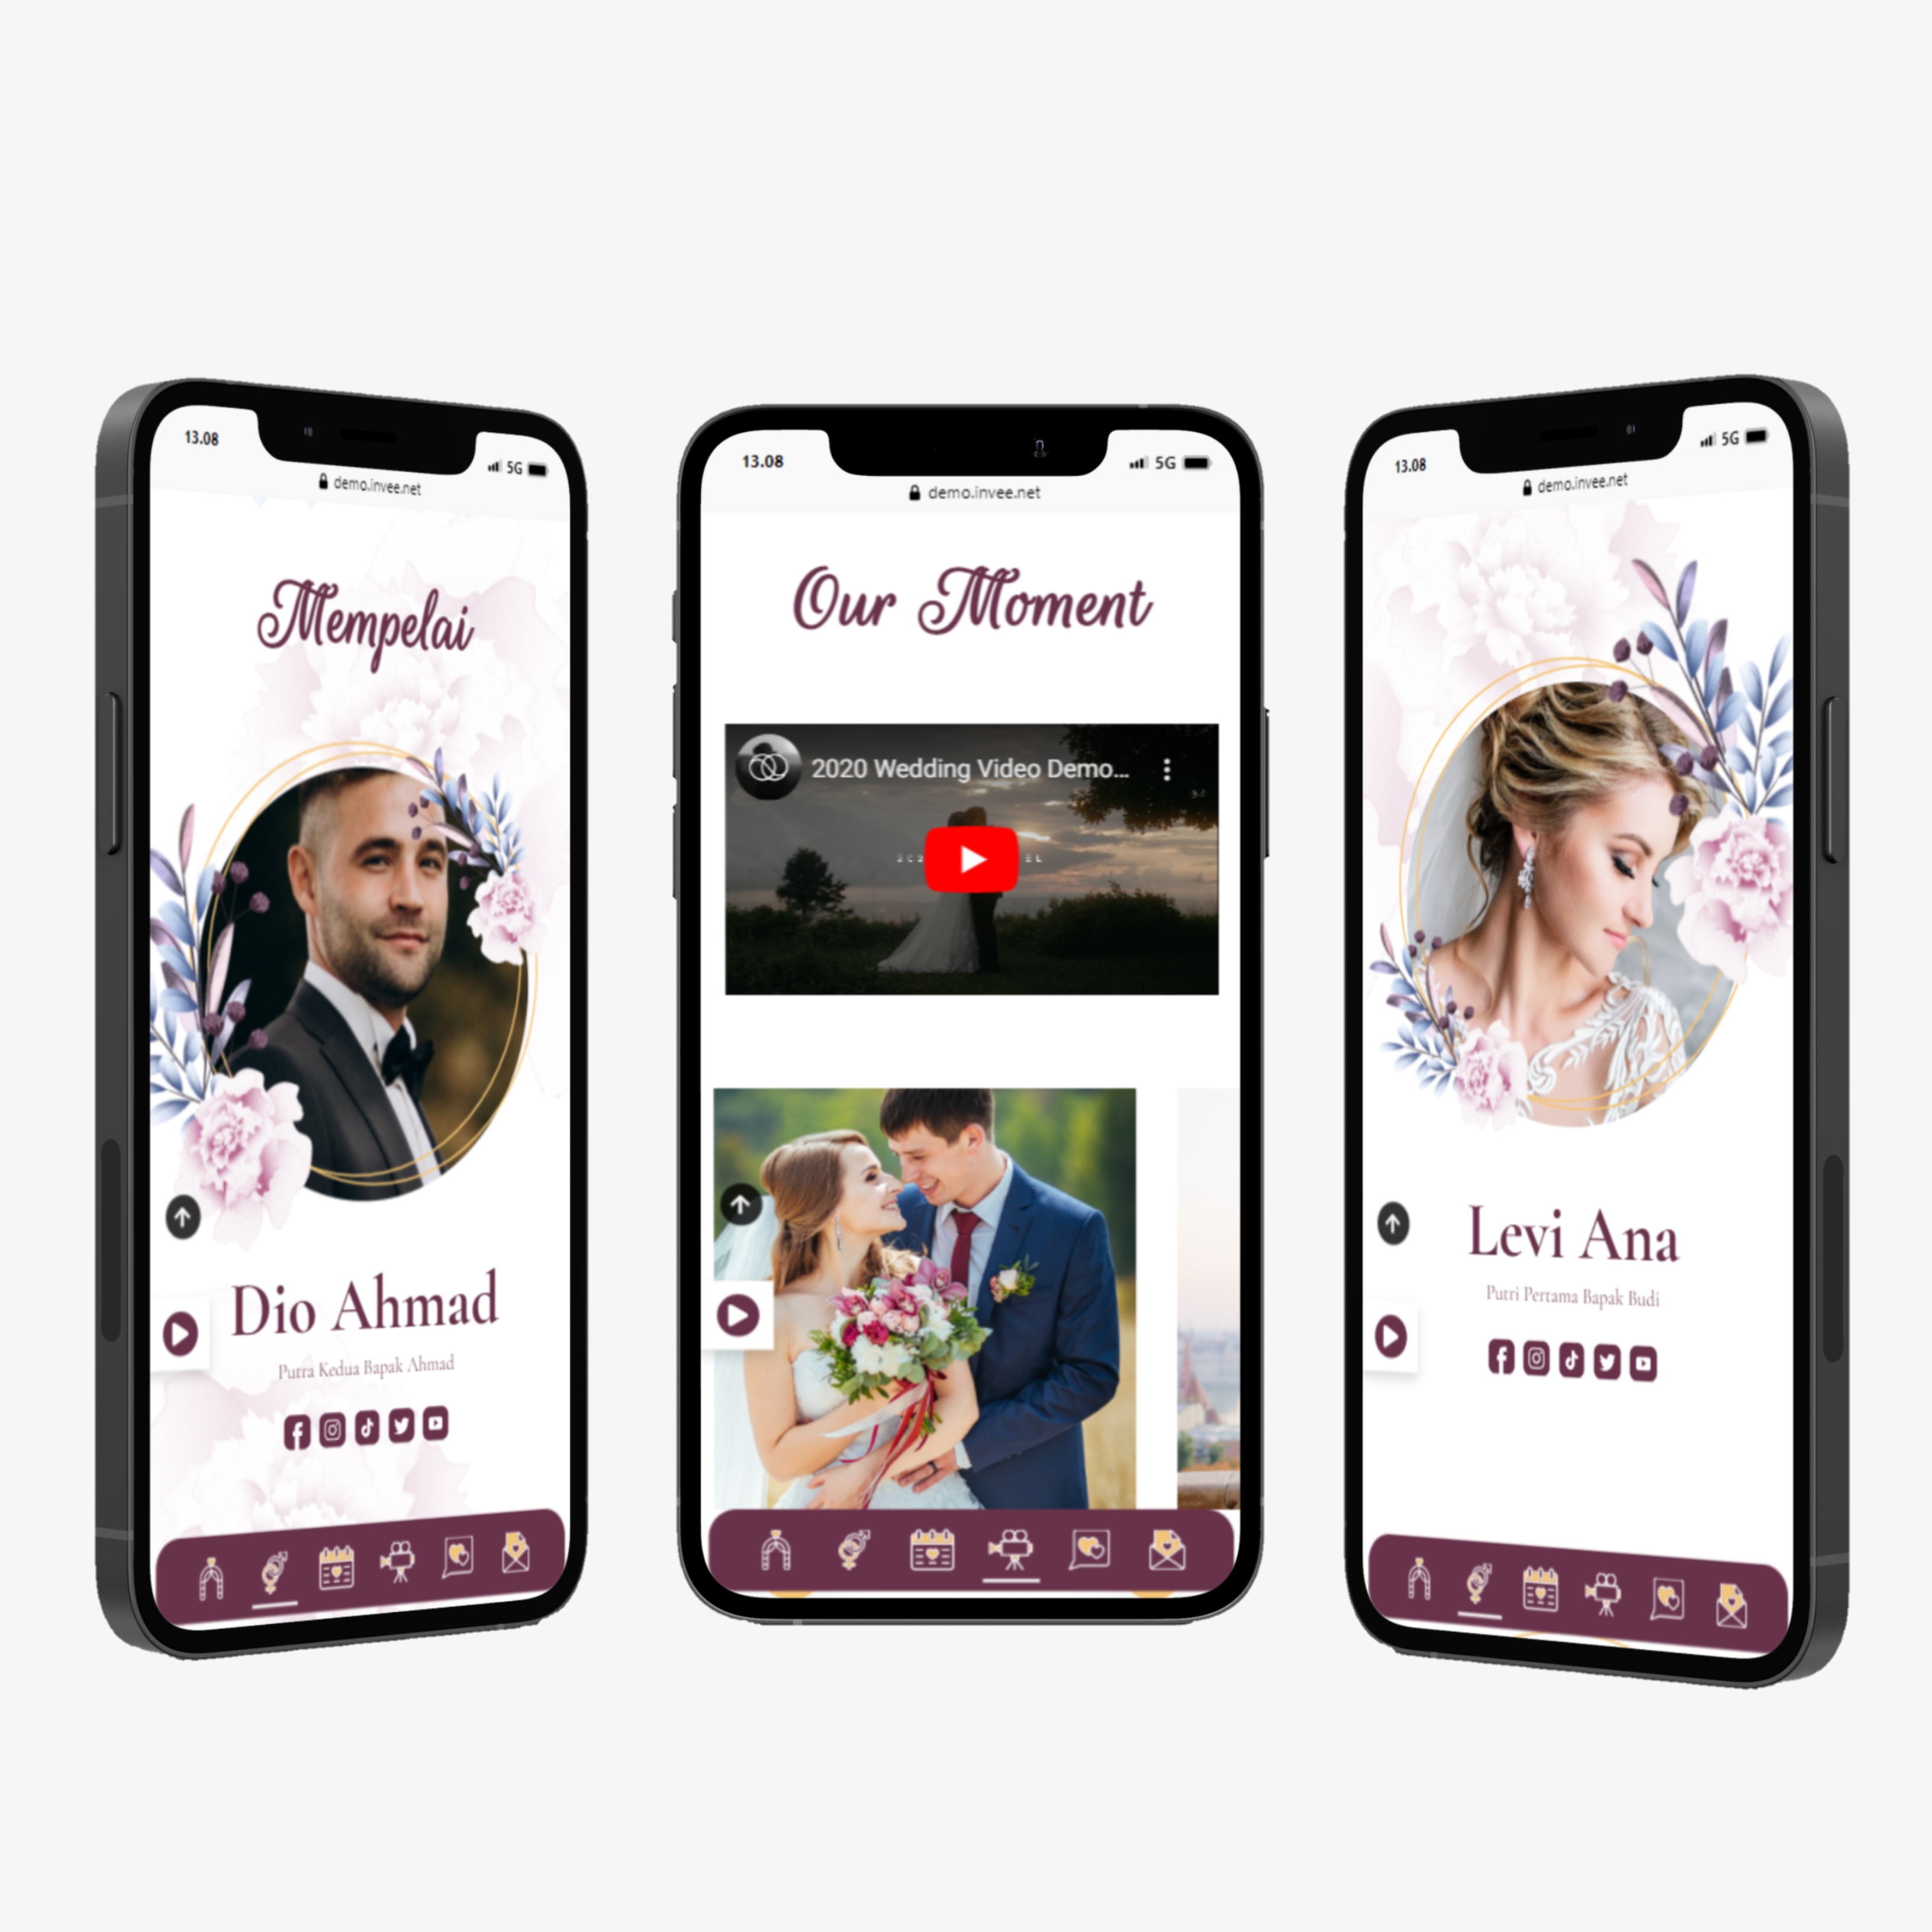 13.08
5G
demo.invee.net
Mempelai
Dio Ahmad
Putra Kedua Bapak Ahmad
13.08
5G
demo.invee.net
Our Moment
2020 Wedding Video Demo...
13.08
5G
demo.invee.net
Levi Ana
Putri Pertama Bapak Budi